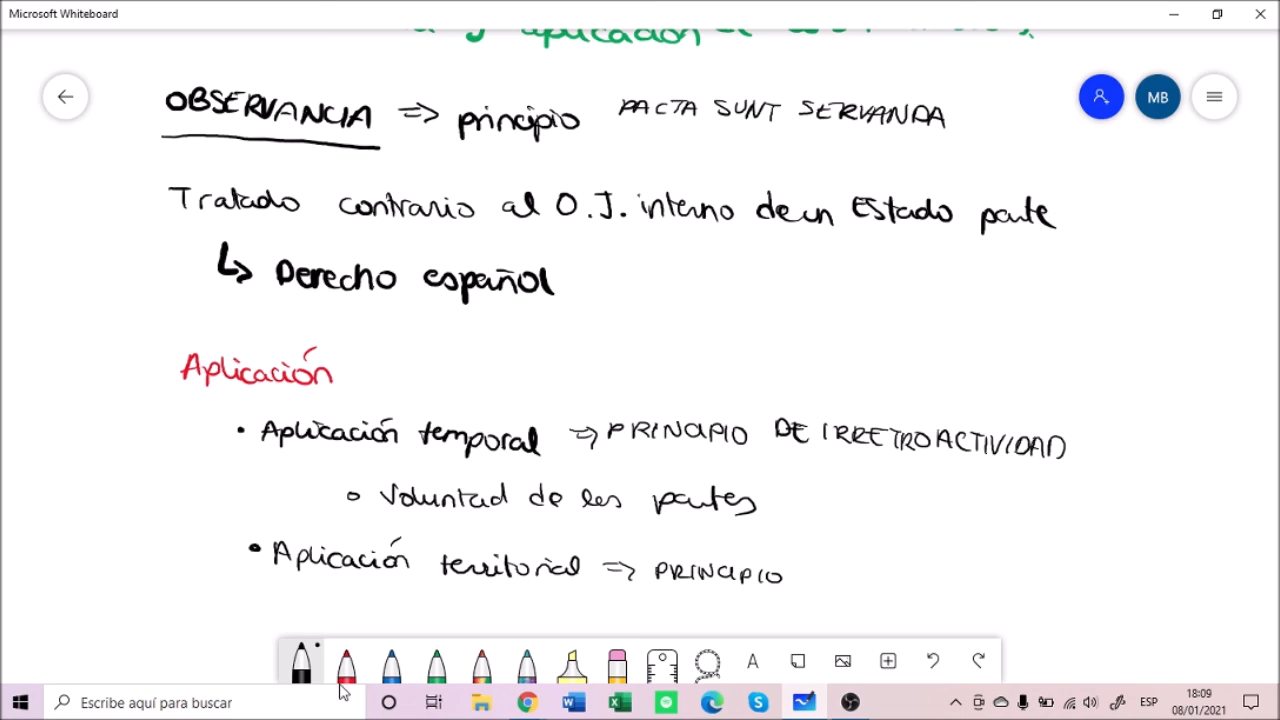 Microsoft Whiteboard
y aplicación
OBSERVANCIA => principio PACTA SUNT SERVANDA
MB
Tratado contrario al O.J. interno de un Estado parte
↳ Derecho español
Aplicación
• Aplicación temporal => PRINCIPIO DE IRRETROACTIVIDAD
o Voluntad de las partes
• Aplicación territorial => PRINCIPIO
A
Escribe aquí para buscar
ESP
18:09
08/01/2021